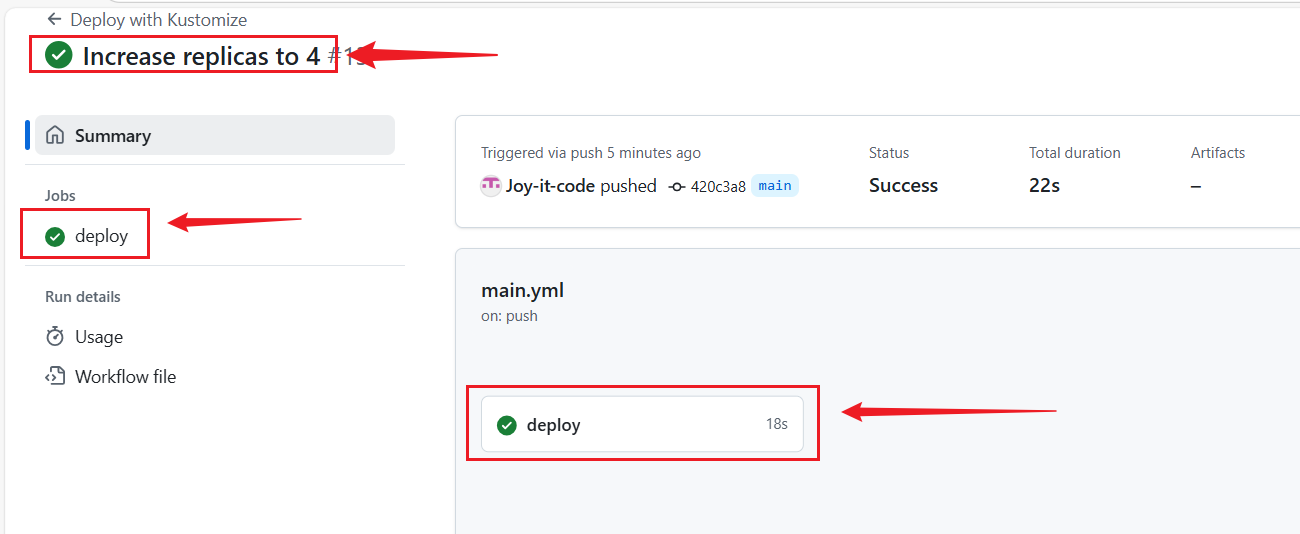 Deploy with Kustomize
Increase replicas to 4
Summary
Jobs
deploy
Run details
Usage
Workflow file
Triggered via push 5 minutes ago
Joy-it-code pushed 420c3a8 main
Status
Success
Total duration
22s
Artifacts
–
main.yml
on: push
deploy 18s